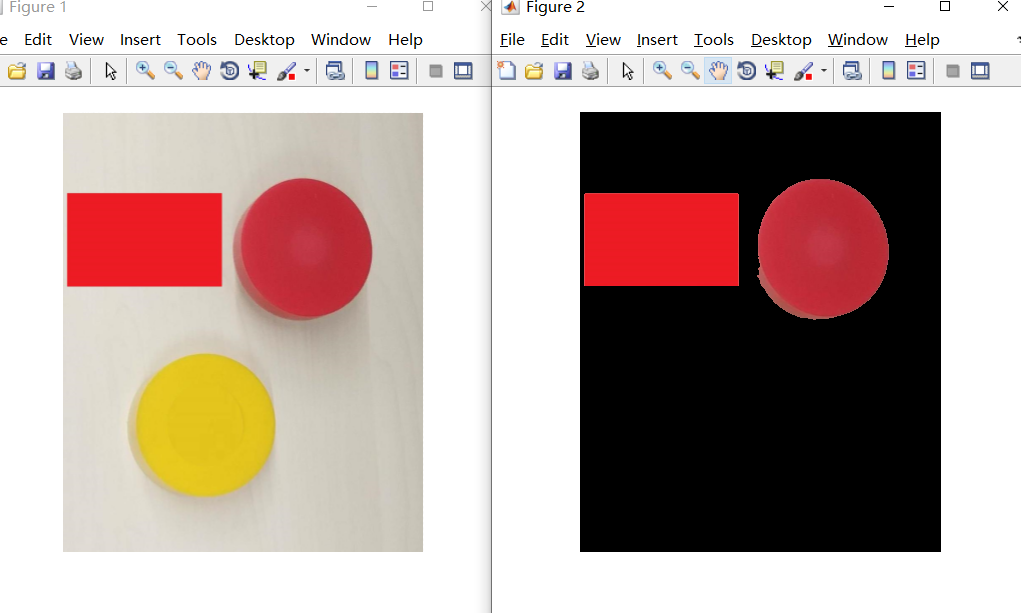 Figure 1
Edit View Insert Tools Desktop Window Help
Figure 2
File Edit View Insert Tools Desktop Window Help